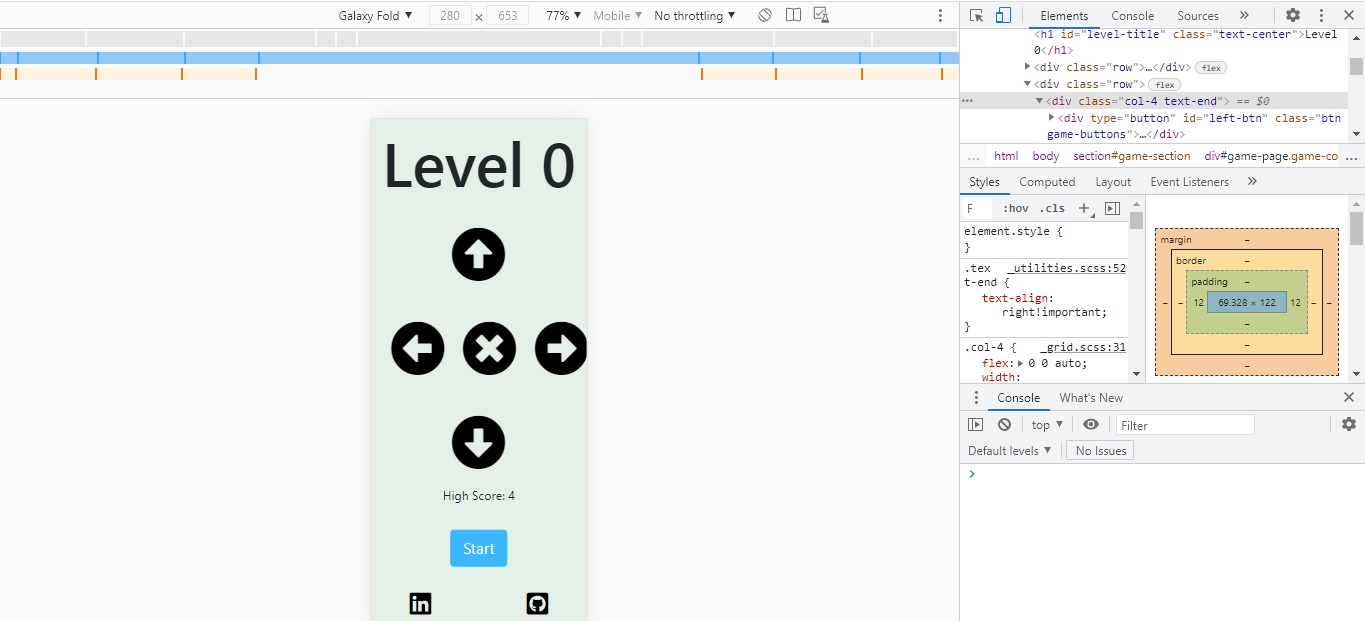 Galaxy Fold ▼ 280 × 653 77% ▼ Mobile ▼ No throttling ▼
Level 0
High Score: 4
Start
in
Elements Console Sources »
<h1 id="level-title" class="text-center">Level
0</h1>
▶<div class="row">…</div> flex
▼<div class="row"> flex
… ▼<div class="col-4 text-end"> == $0
▶<div type="button" id="left-btn" class="btn
game-buttons">…</div>
… html body section#game-section div#game-page.game-co …
Styles Computed Layout Event Listeners »
F :hov .cls +
element.style {
}
.tex _utilities.scss:52
t-end {
text-align:
right!important;
}
.col-4 { _grid.scss:31
flex:▶ 0 0 auto;
width:
margin –
border –
padding –
– – 12 69.328 × 122 12 – –
–
–
–
Console What's New
top ▼ Filter
Default levels ▼ No Issues
>